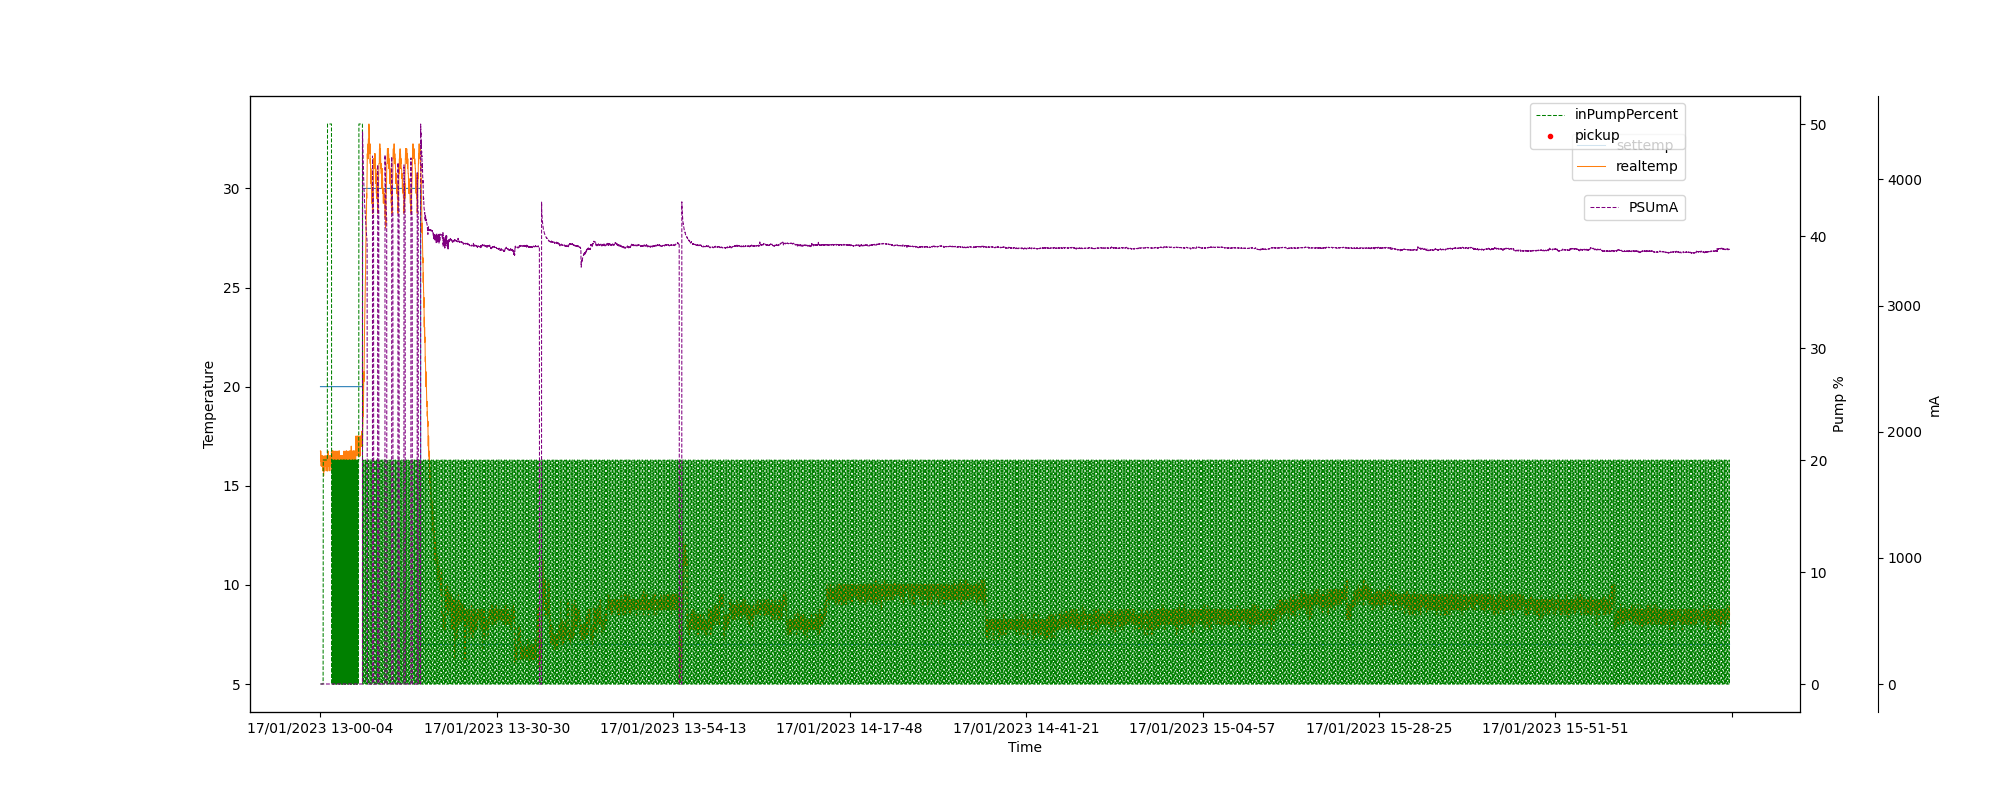 inPumpPercent
pickup
settemp
realtemp
PSUmA
30
25
20
15
10
5
Temperature
50
40
30
20
10
0
Pump %
4000
3000
2000
1000
0
mA
17/01/2023 13-00-04
17/01/2023 13-30-30
17/01/2023 13-54-13
17/01/2023 14-17-48
17/01/2023 14-41-21
17/01/2023 15-04-57
17/01/2023 15-28-25
17/01/2023 15-51-51
Time